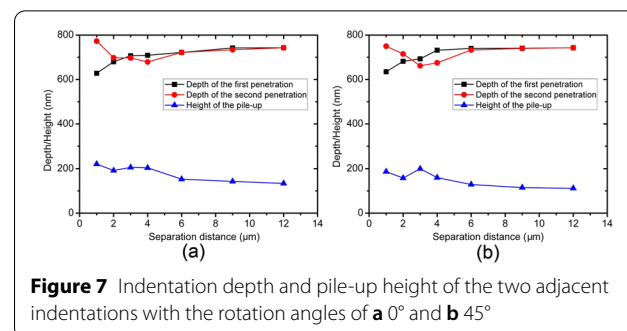 800
600
400
200
0
Depth/Height (nm)
Depth of the first penetration
Depth of the second penetration
Height of the pile-up
0 2 4 6 8 10 12 14
Separation distance (μm)
(a)
800
600
400
200
0
Depth/Height (nm)
Depth of the first penetration
Depth of the second penetration
Height of the pile-up
0 2 4 6 8 10 12 14
Separation distance (μm)
(b)
Figure 7 Indentation depth and pile-up height of the two adjacent
indentations with the rotation angles of a 0° and b 45°